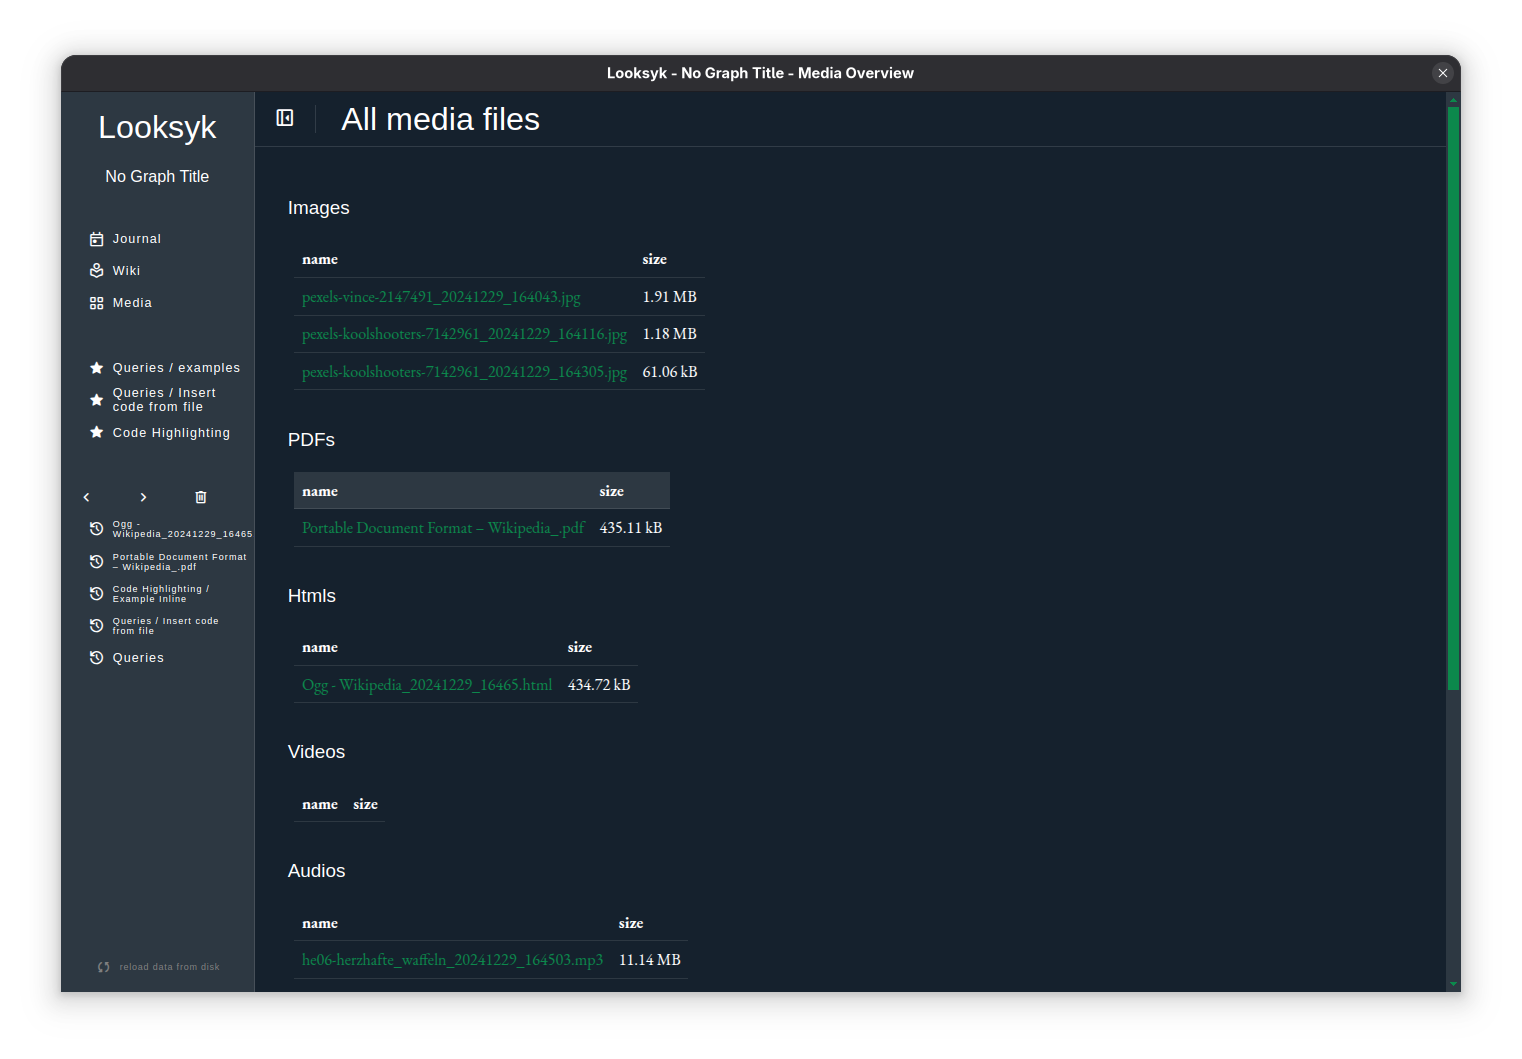 Looksyk - No Graph Title - Media Overview
Looksyk
No Graph Title
Journal
Wiki
Media
Queries / examples
Queries / Insert
code from file
Code Highlighting
Ogg -
Wikipedia_20241229_16465
Portable Document Format
– Wikipedia_.pdf
Code Highlighting /
Example Inline
Queries / Insert code
from file
Queries
reload data from disk
All media files
Images
name size
pexels-vince-2147491_20241229_164043.jpg 1.91 MB
pexels-koolshooters-7142961_20241229_164116.jpg 1.18 MB
pexels-koolshooters-7142961_20241229_164305.jpg 61.06 kB
PDFs
name size
Portable Document Format – Wikipedia_.pdf 435.11 kB
Htmls
name size
Ogg - Wikipedia_20241229_16465.html 434.72 kB
Videos
name size
Audios
name size
he06-herzhafte_waffeln_20241229_164503.mp3 11.14 MB